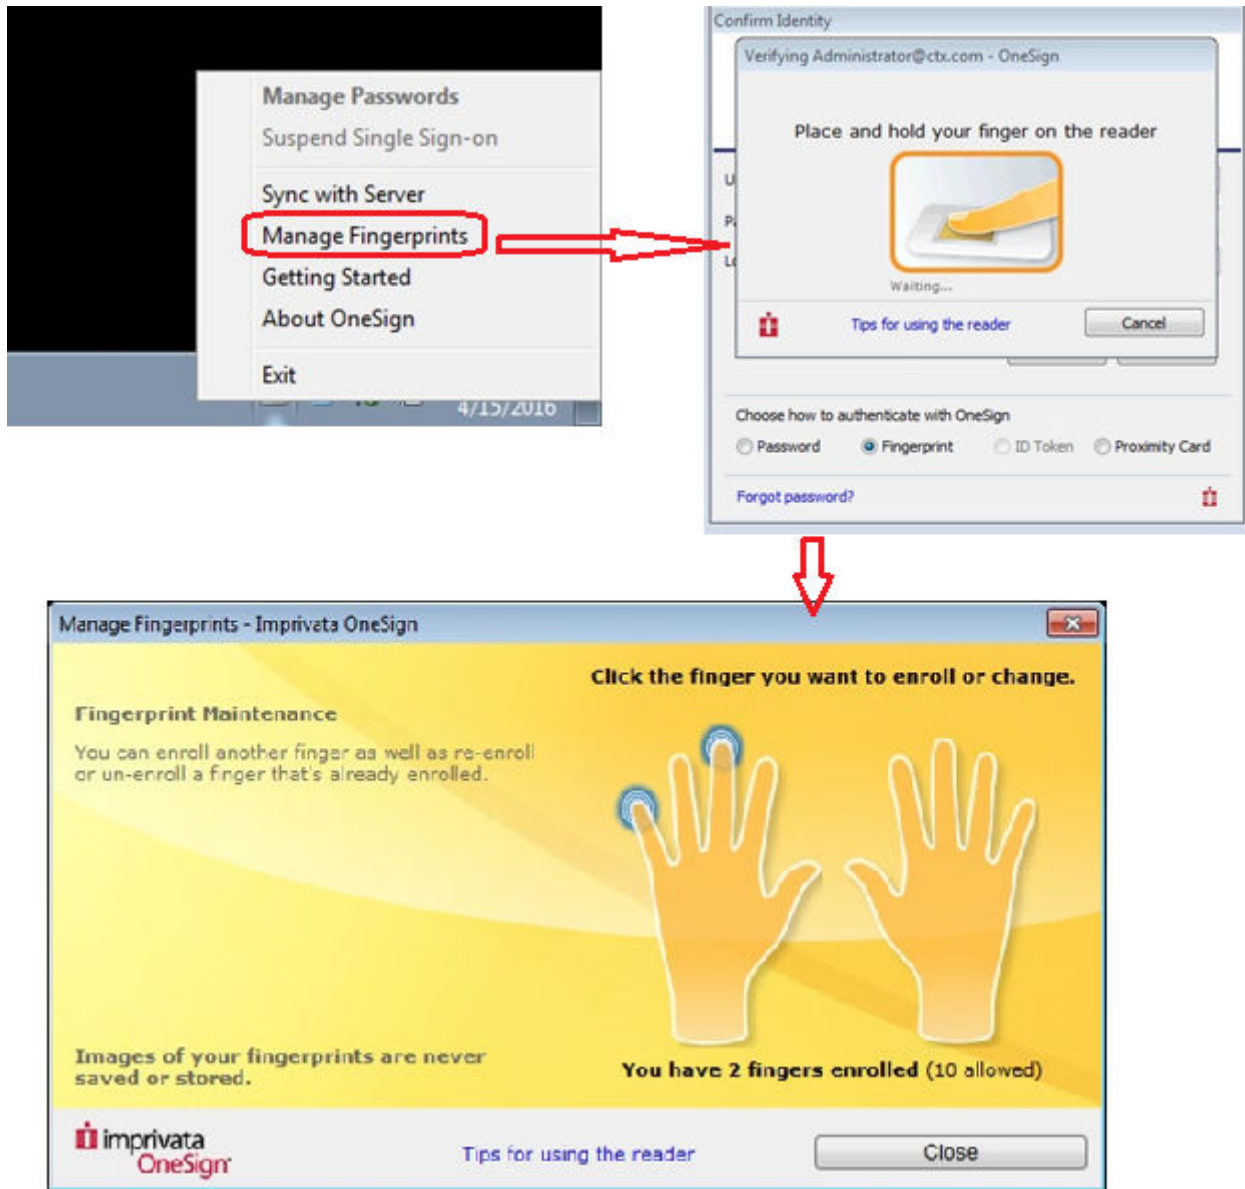 Manage Passwords
Suspend Single Sign-on
Sync with Server
Manage Fingerprints
Getting Started
About OneSign
Exit
4/15/2016
Confirm Identity
Verifying Administrator@ctx.com - OneSign
Place and hold your finger on the reader
Waiting...
Tips for using the reader
Cancel
Choose how to authenticate with OneSign
Password Fingerprint ID Token Proximity Card
Forgot password?
Manage Fingerprints - Imprivata OneSign
Click the finger you want to enroll or change.
Fingerprint Maintenance
You can enroll another finger as well as re-enroll
or un-enroll a finger that's already enrolled.
Images of your fingerprints are never
saved or stored.
You have 2 fingers enrolled (10 allowed)
imprivata
OneSign
Tips for using the reader
Close